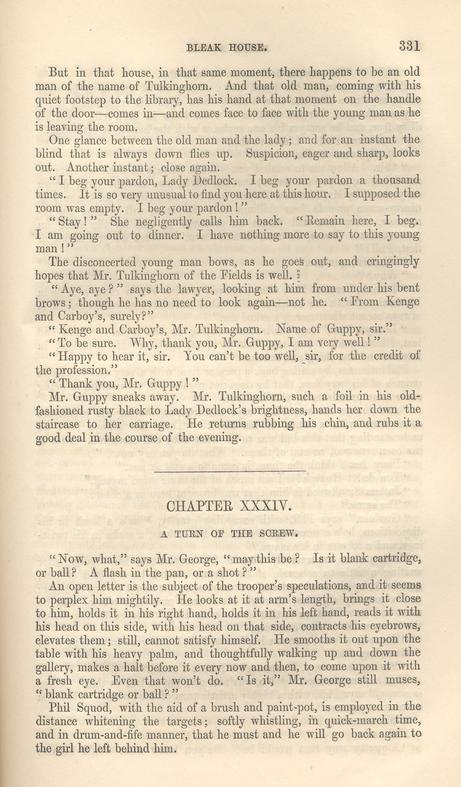 BLEAK HOUSE. 331
But in that house, in that same moment, there happens to be an old
man of the name of Tulkinghorn. And that old man, coming with his
quiet footstep to the library, has his hand at that moment on the handle
of the door—comes in—and comes face to face with the young man as he
is leaving the room.
One glance between the old man and the lady; and for an instant the
blind that is always down flies up. Suspicion, eager and sharp, looks
out. Another instant; close again.
"I beg your pardon, Lady Dedlock. I beg your pardon a thousand
times. It is so very unusual to find you here at this hour. I supposed the
room was empty. I beg your pardon!"
"Stay!" She negligently calls him back. "Remain here, I beg.
I am going out to dinner. I have nothing more to say to this young
man!"
The disconcerted young man bows, as he goes out, and cringingly
hopes that Mr. Tulkinghorn of the Fields is well.
"Aye, aye?" says the lawyer, looking at him from under his bent
brows; though he has no need to look again—not he. "From Kenge
and Carboy's, surely?"
"Kenge and Carboy's, Mr. Tulkinghorn. Name of Guppy, sir."
"To be sure. Why, thank you, Mr. Guppy, I am very well!"
"Happy to hear it, sir. You can't be too well, sir, for the credit of
the profession."
"Thank you, Mr. Guppy!"
Mr. Guppy sneaks away. Mr. Tulkinghorn, such a foil in his old-
fashioned rusty black to Lady Dedlock's brightness, hands her down the
staircase to her carriage. He returns rubbing his chin, and rubs it a
good deal in the course of the evening.
CHAPTER XXXIV.
A TURN OF THE SCREW.
"Now, what," says Mr. George, "may this be? Is it blank cartridge,
or ball? A flash in the pan, or a shot?"
An open letter is the subject of the trooper's speculations, and it seems
to perplex him mightily. He looks at it at arm's length, brings it close
to him, holds it in his right hand, holds it in his left hand, reads it with
his head on this side, with his head on that side, contracts his eyebrows,
elevates them; still, cannot satisfy himself. He smooths it out upon the
table with his heavy palm, and thoughtfully walking up and down the
gallery, makes a halt before it every now and then, to come upon it with
a fresh eye. Even that won't do. "Is it," Mr. George still muses,
"blank cartridge or ball?"
Phil Squod, with the aid of a brush and paint-pot, is employed in the
distance whitening the targets; softly whistling, in quick-march time,
and in drum-and-fife manner, that he must and he will go back again to
the girl he left behind him.